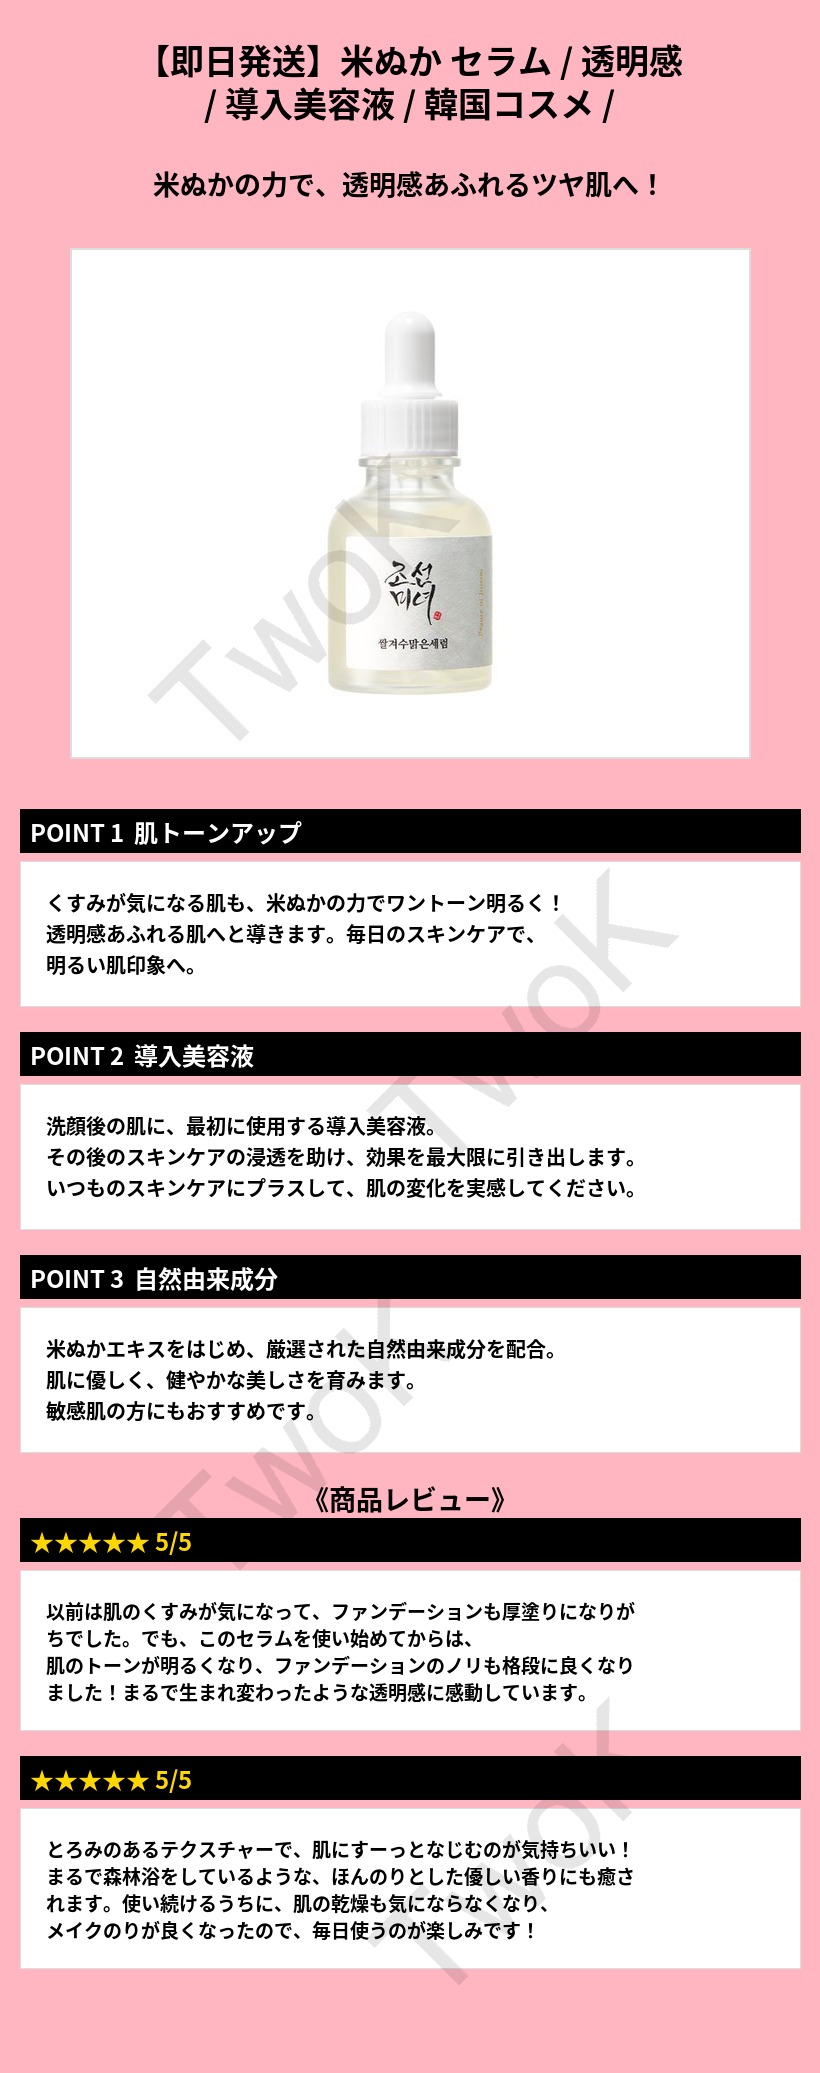 【即日発送】米ぬか セラム / 透明感
/ 導入美容液 / 韓国コスメ /
米ぬかの力で、透明感あふれるツヤ肌へ！
조선
미녀
쌀겨수맑은세럼
Beauty of Joseon
TwoK
POINT 1 肌トーンアップ
くすみが気になる肌も、米ぬかの力でワントーン明るく！
透明感あふれる肌へと導きます。毎日のスキンケアで、
明るい肌印象へ。
TwoK
POINT 2 導入美容液
洗顔後の肌に、最初に使用する導入美容液。
その後のスキンケアの浸透を助け、効果を最大限に引き出します。
いつものスキンケアにプラスして、肌の変化を実感してください。
POINT 3 自然由来成分
米ぬかエキスをはじめ、厳選された自然由来成分を配合。
肌に優しく、健やかな美しさを育みます。
敏感肌の方にもおすすめです。
TwoK
《商品レビュー》
★★★★★ 5/5
以前は肌のくすみが気になって、ファンデーションも厚塗りになりが
ちでした。でも、このセラムを使い始めてからは、
肌のトーンが明るくなり、ファンデーションのノリも格段に良くなり
ました！まるで生まれ変わったような透明感に感動しています。
★★★★★ 5/5
とろみのあるテクスチャーで、肌にすーっとなじむのが気持ちいい！
まるで森林浴をしているような、ほんのりとした優しい香りにも癒さ
れます。使い続けるうちに、肌の乾燥も気にならなくなり、
メイクのりが良くなったので、毎日使うのが楽しみです！
TwoK